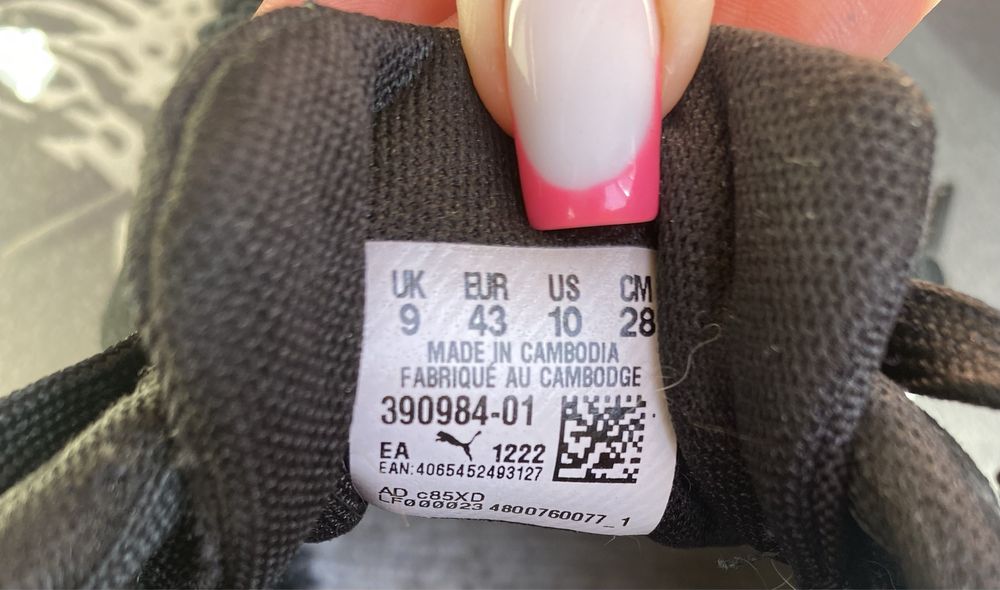 UK EUR US CM
9 43 10 28
MADE IN CAMBODIA
FABRIQUÉ AU CAMBODGE
390984-01
EA 1222
EAN:4065452493127
AD c85XD
LF000023 4800760077_1